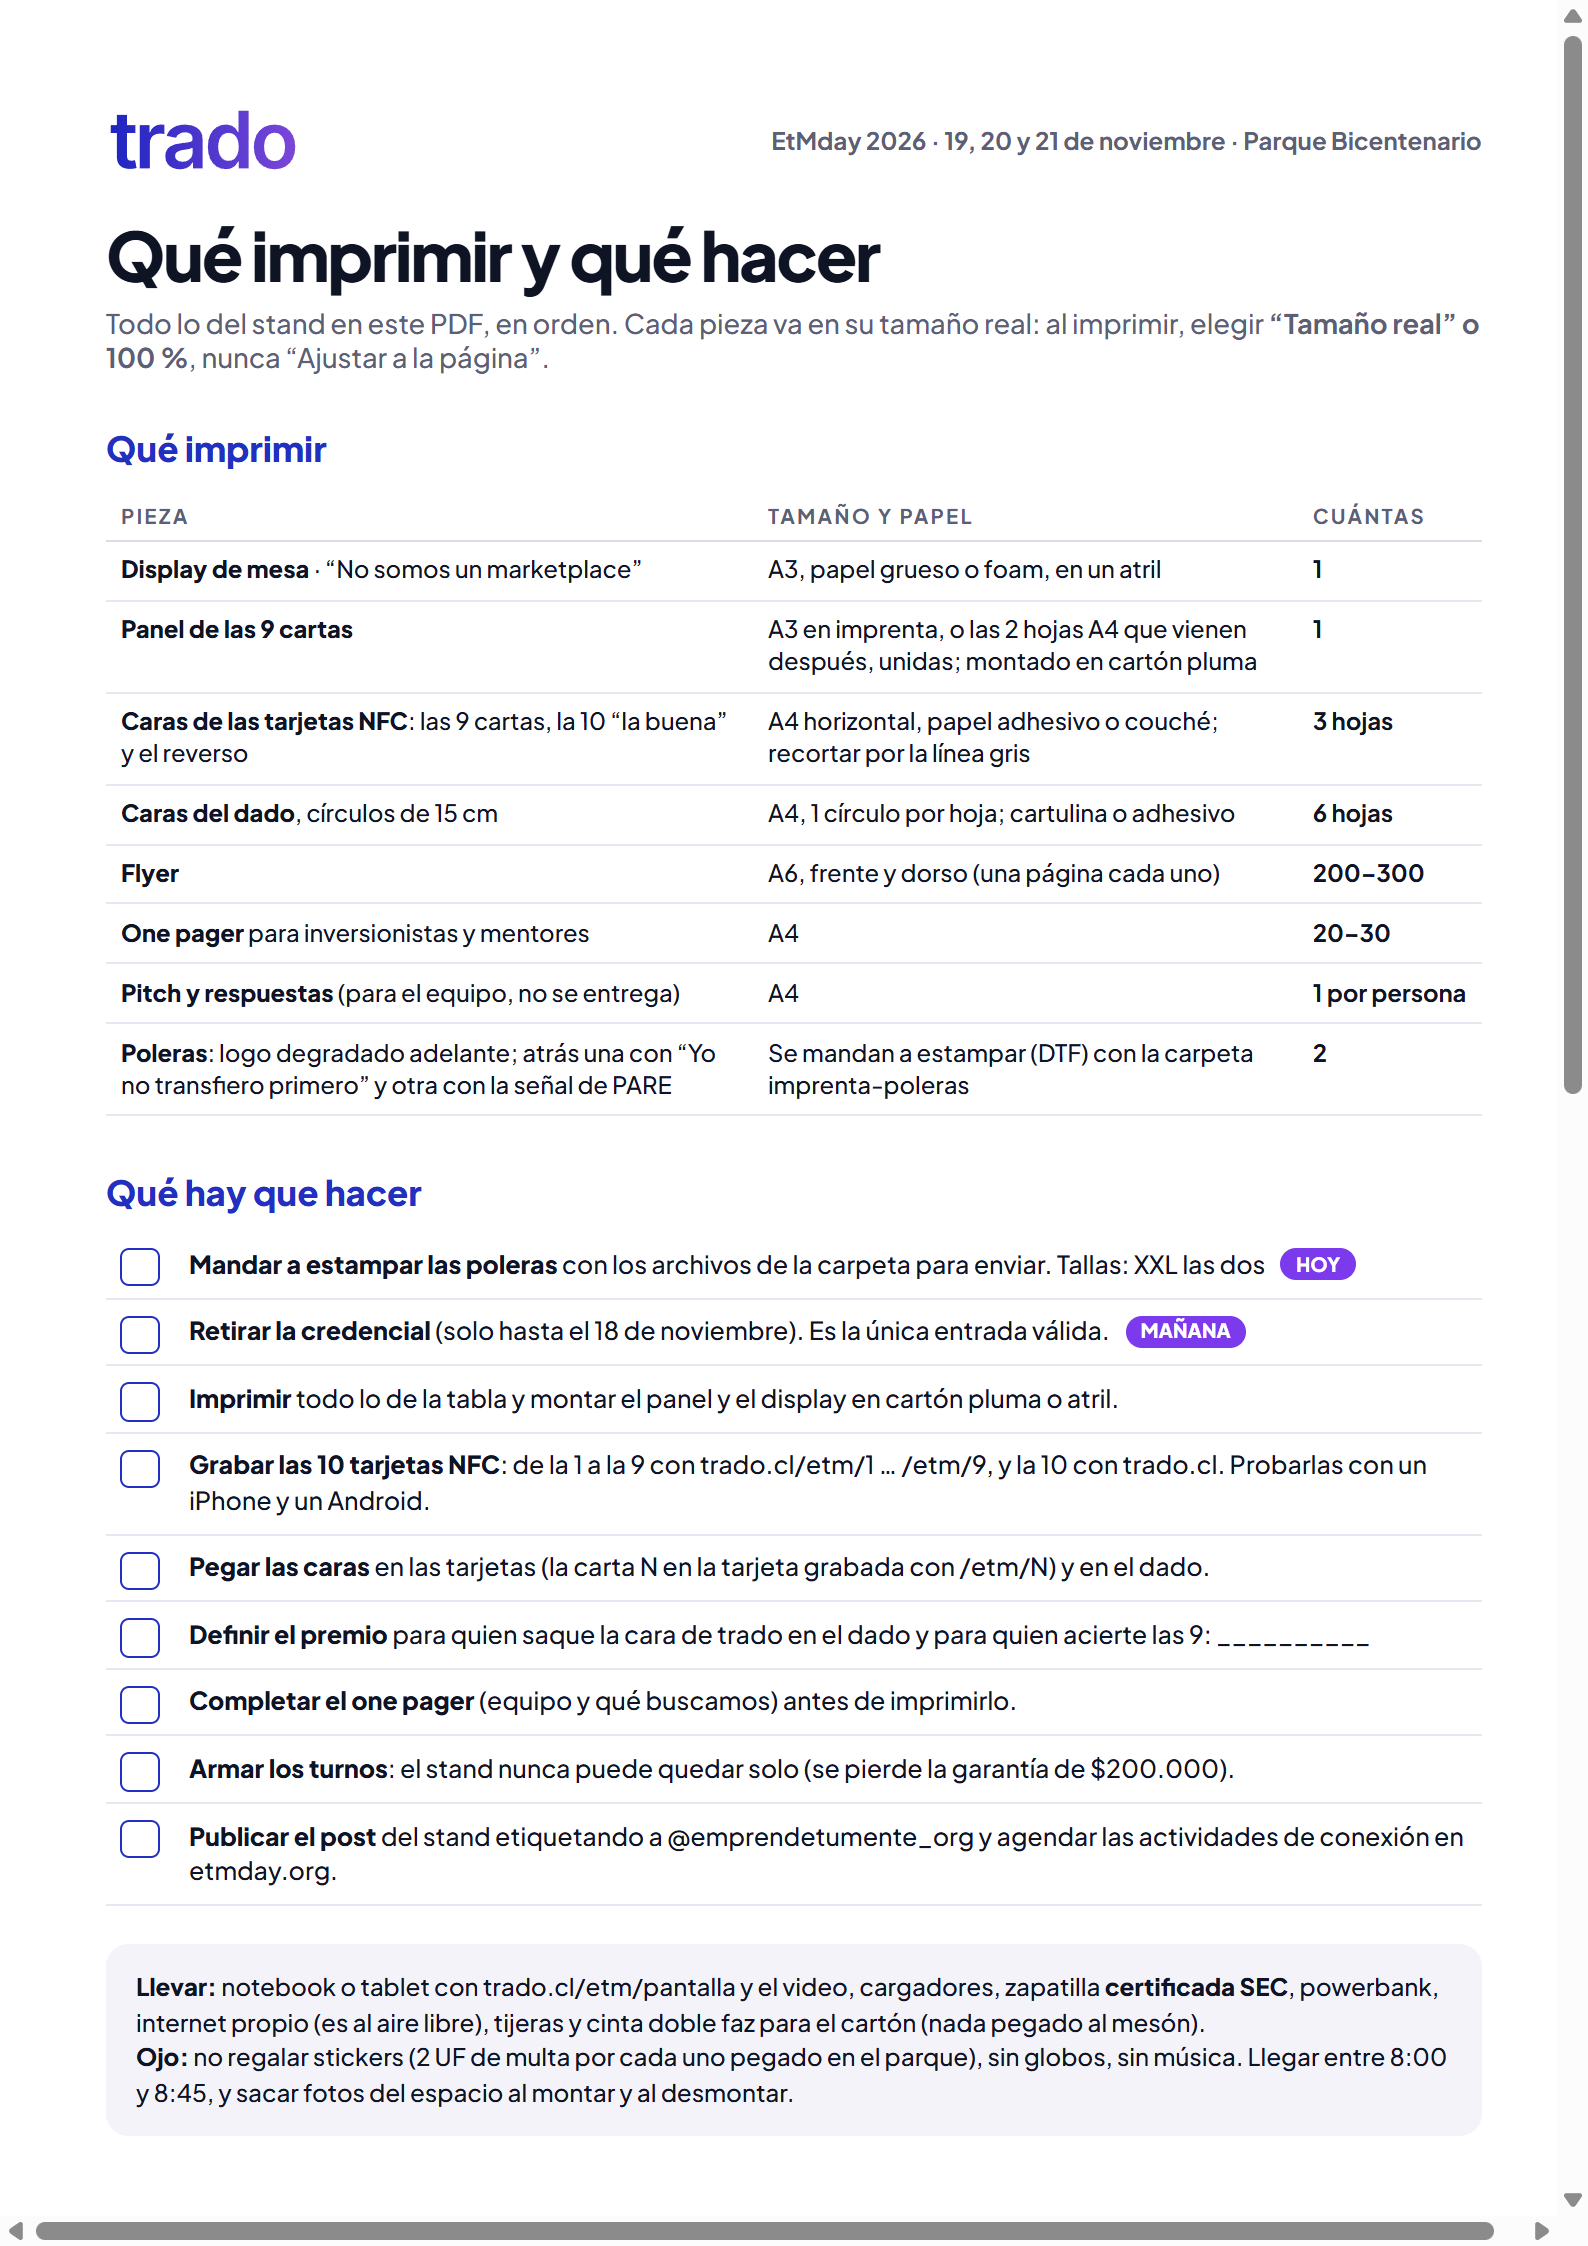 trado
EtMday 2026 · 19, 20 y 21 de noviembre · Parque Bicentenario
Qué imprimir y qué hacer
Todo lo del stand en este PDF, en orden. Cada pieza va en su tamaño real: al imprimir, elegir “Tamaño real” o
100 %, nunca “Ajustar a la página”.
Qué imprimir
PIEZA TAMAÑO Y PAPEL CUÁNTAS
Display de mesa · “No somos un marketplace” A3, papel grueso o foam, en un atril 1
Panel de las 9 cartas A3 en imprenta, o las 2 hojas A4 que vienen 1
después, unidas; montado en cartón pluma
Caras de las tarjetas NFC: las 9 cartas, la 10 “la buena” A4 horizontal, papel adhesivo o couché; 3 hojas
y el reverso recortar por la línea gris
Caras del dado, círculos de 15 cm A4, 1 círculo por hoja; cartulina o adhesivo 6 hojas
Flyer A6, frente y dorso (una página cada uno) 200–300
One pager para inversionistas y mentores A4 20–30
Pitch y respuestas (para el equipo, no se entrega) A4 1 por persona
Poleras: logo degradado adelante; atrás una con “Yo Se mandan a estampar (DTF) con la carpeta 2
no transfiero primero” y otra con la señal de PARE imprenta-poleras
Qué hay que hacer
Mandar a estampar las poleras con los archivos de la carpeta para enviar. Tallas: XXL las dos HOY
Retirar la credencial (solo hasta el 18 de noviembre). Es la única entrada válida. MAÑANA
Imprimir todo lo de la tabla y montar el panel y el display en cartón pluma o atril.
Grabar las 10 tarjetas NFC: de la 1 a la 9 con trado.cl/etm/1 … /etm/9, y la 10 con trado.cl. Probarlas con un
iPhone y un Android.
Pegar las caras en las tarjetas (la carta N en la tarjeta grabada con /etm/N) y en el dado.
Definir el premio para quien saque la cara de trado en el dado y para quien acierte las 9: __________
Completar el one pager (equipo y qué buscamos) antes de imprimirlo.
Armar los turnos: el stand nunca puede quedar solo (se pierde la garantía de $200.000).
Publicar el post del stand etiquetando a @emprendetumente_org y agendar las actividades de conexión en
etmday.org.
Llevar: notebook o tablet con trado.cl/etm/pantalla y el video, cargadores, zapatilla certificada SEC, powerbank,
internet propio (es al aire libre), tijeras y cinta doble faz para el cartón (nada pegado al mesón).
Ojo: no regalar stickers (2 UF de multa por cada uno pegado en el parque), sin globos, sin música. Llegar entre 8:00
y 8:45, y sacar fotos del espacio al montar y al desmontar.